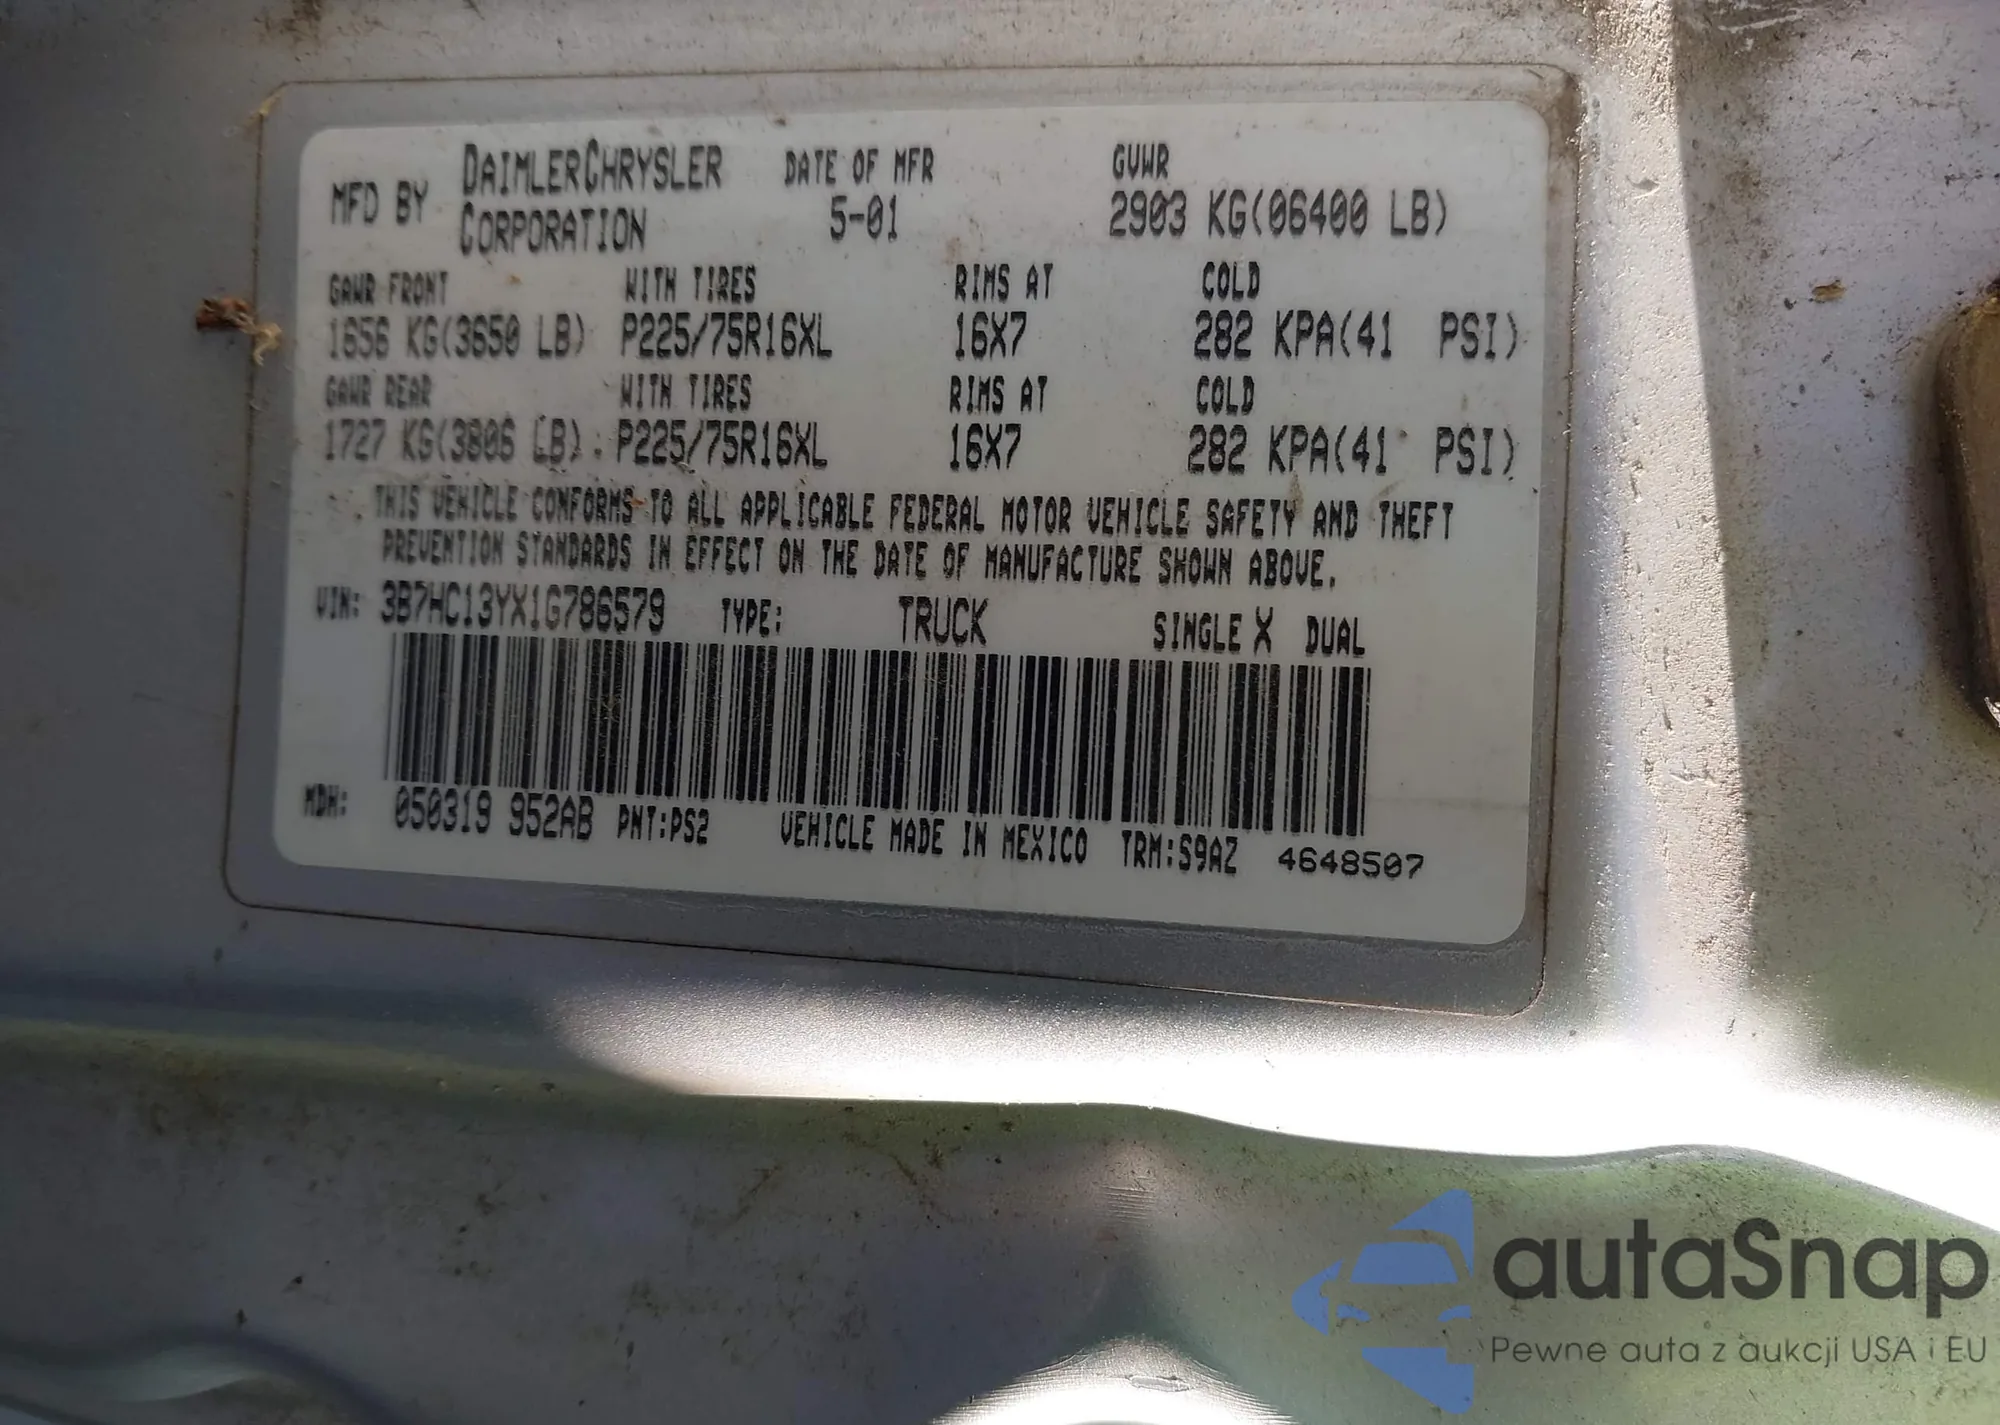 MFD BY DAIMLERCHRYSLER CORPORATION DATE OF MFR 5-01 GVWR 2903 KG(06400 LB)
GAWR FRONT WITH TIRES RIMS AT COLD
1656 KG(3650 LB) P225/75R16XL 16X7 282 KPA(41 PSI)
GAWR REAR WITH TIRES RIMS AT COLD
1727 KG(3806 LB) P225/75R16XL 16X7 282 KPA(41 PSI)
THIS VEHICLE CONFORMS TO ALL APPLICABLE FEDERAL MOTOR VEHICLE SAFETY AND THEFT
PREVENTION STANDARDS IN EFFECT ON THE DATE OF MANUFACTURE SHOWN ABOVE.
VIN: 3B7HC13YX1G786579 TYPE: TRUCK SINGLE X DUAL
MDH: 050319 952AB PNT:PS2 VEHICLE MADE IN MEXICO TRM:S9AZ 4648507
autaSnap
Pewne auta z aukcji USA i EU